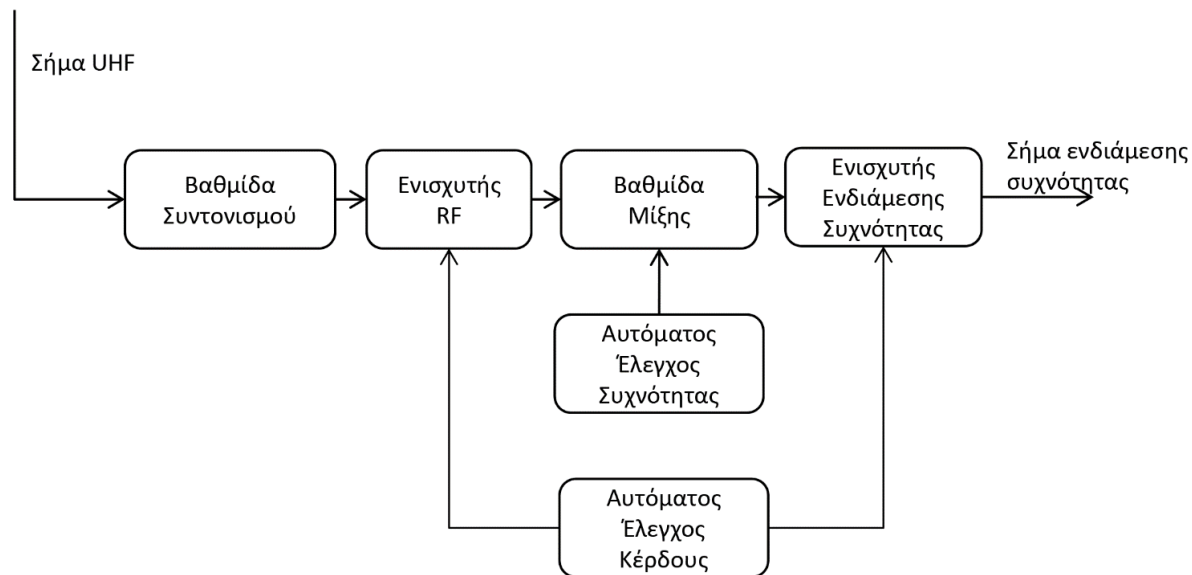 Σήμα UHF
Βαθμίδα
Συντονισμού
Ενισχυτής
RF
Βαθμίδα
Μίξης
Ενισχυτής
Ενδιάμεσης
Συχνότητας
Σήμα ενδιάμεσης
συχνότητας
Αυτόματος
Έλεγχος
Συχνότητας
Αυτόματος
Έλεγχος
Κέρδους